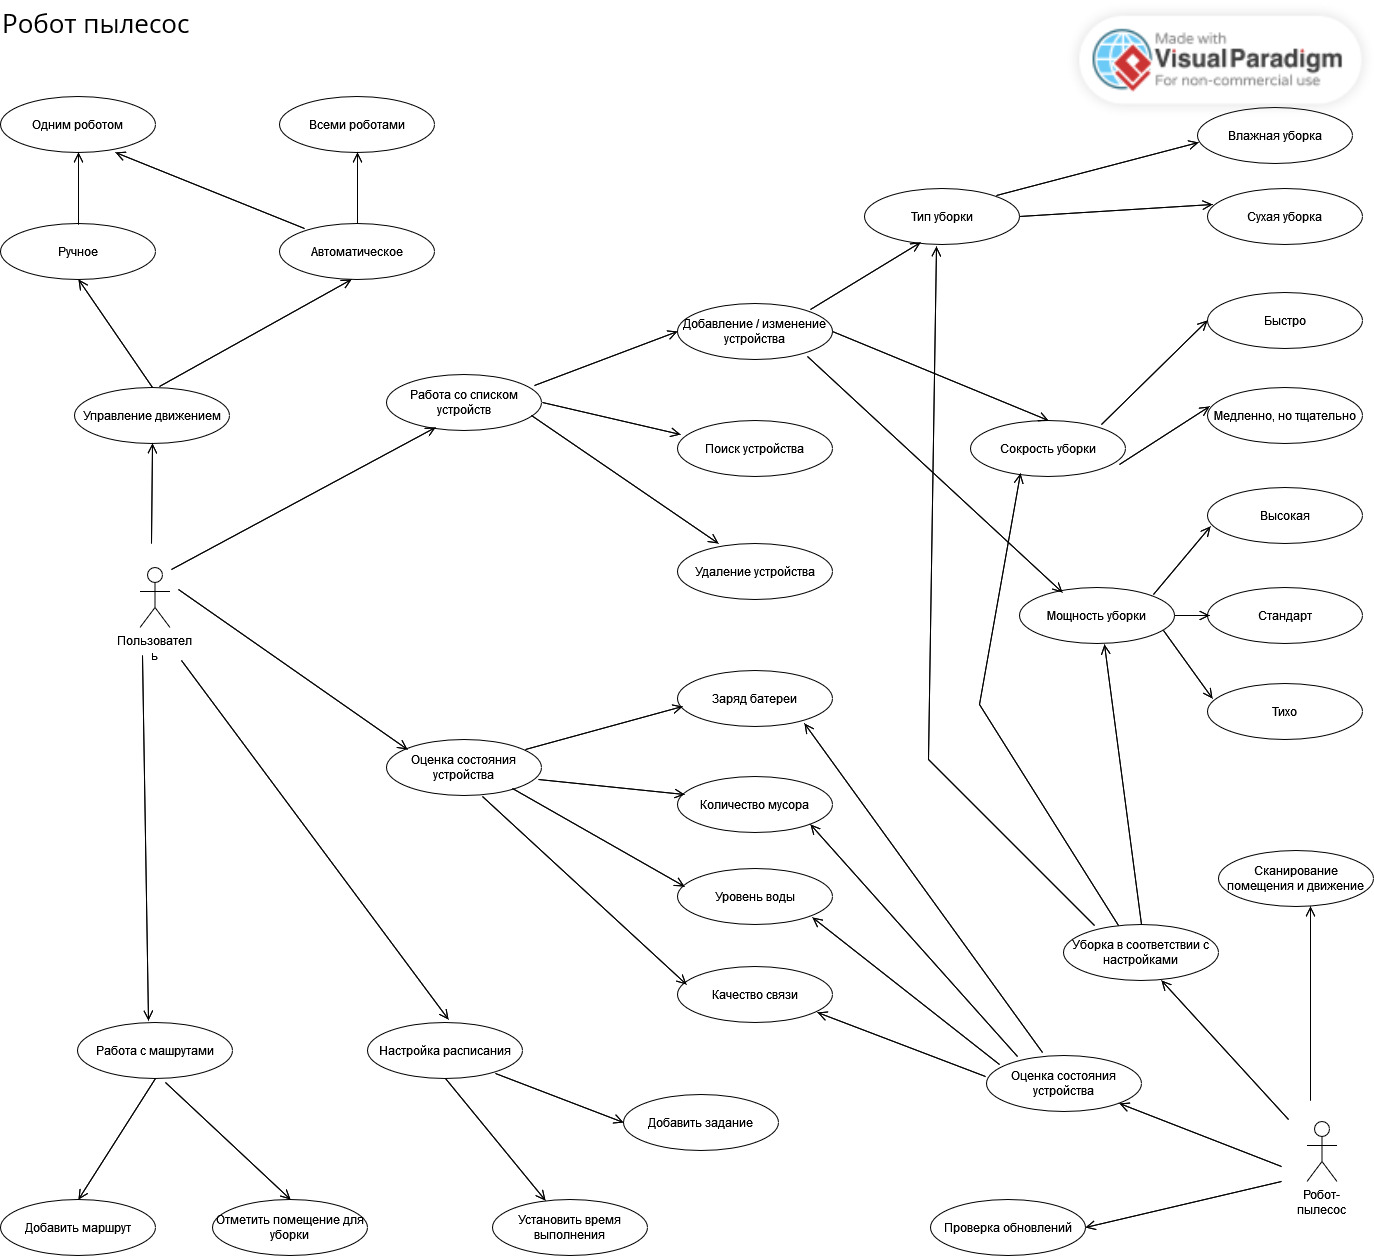 Робот пылесос
Made with
Visual Paradigm
For non-commercial use
Одним роботом
Всеми роботами
Влажная уборка
Тип уборки
Сухая уборка
Ручное
Автоматическое
Добавление / изменение
устройства
Быстро
Работа со списком
устройств
Управление движением
Медленно, но тщательно
Поиск устройства
Сокрость уборки
Высокая
Удаление устройства
Мощность уборки
Стандарт
Пользовател
ь
Заряд батареи
Тихо
Оценка состояния
устройства
Количество мусора
Уровень воды
Сканирование
помещения и движение
Уборка в соответствии с
настройками
Качество связи
Работа с машрутами
Настройка расписания
Оценка состояния
устройства
Добавить задание
Робот-
пылесос
Добавить маршрут
Отметить помещение для
уборки
Установить время
выполнения
Проверка обновлений